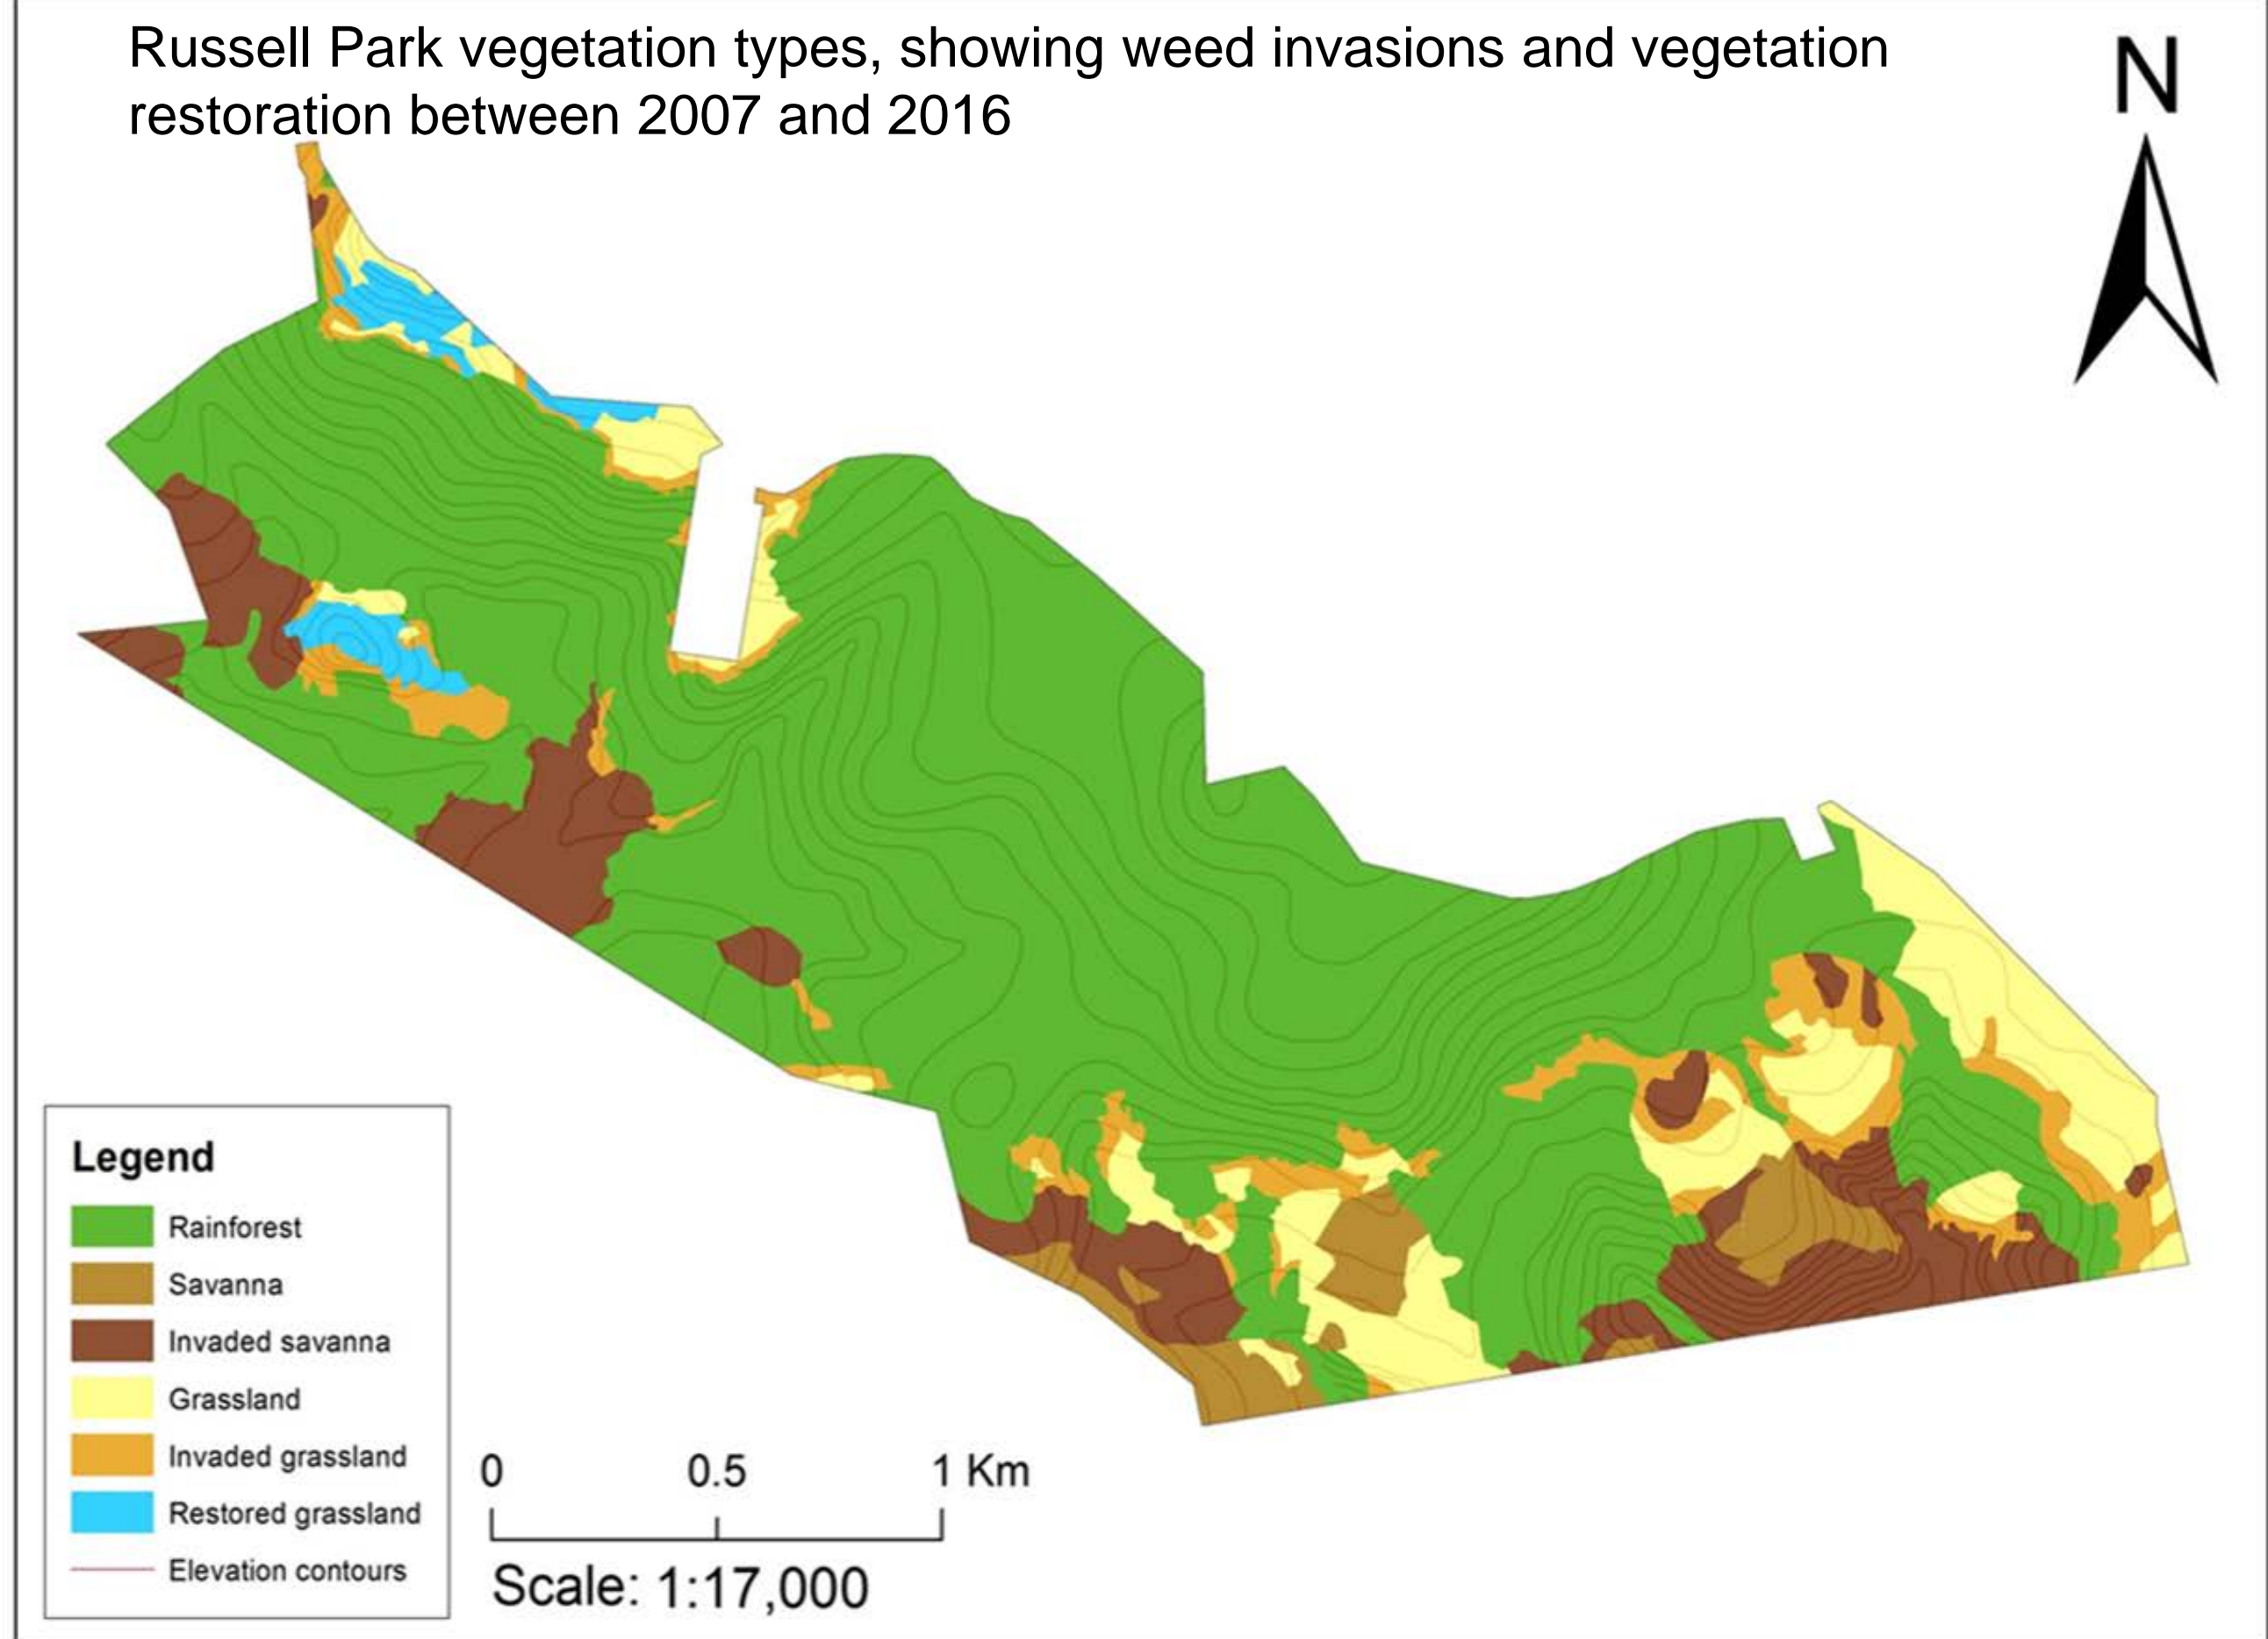 Russell Park vegetation types, showing weed invasions and vegetation
restoration between 2007 and 2016
N
Legend
Rainforest
Savanna
Invaded savanna
Grassland
Invaded grassland
Restored grassland
Elevation contours
0 0.5 1 Km
Scale: 1:17,000